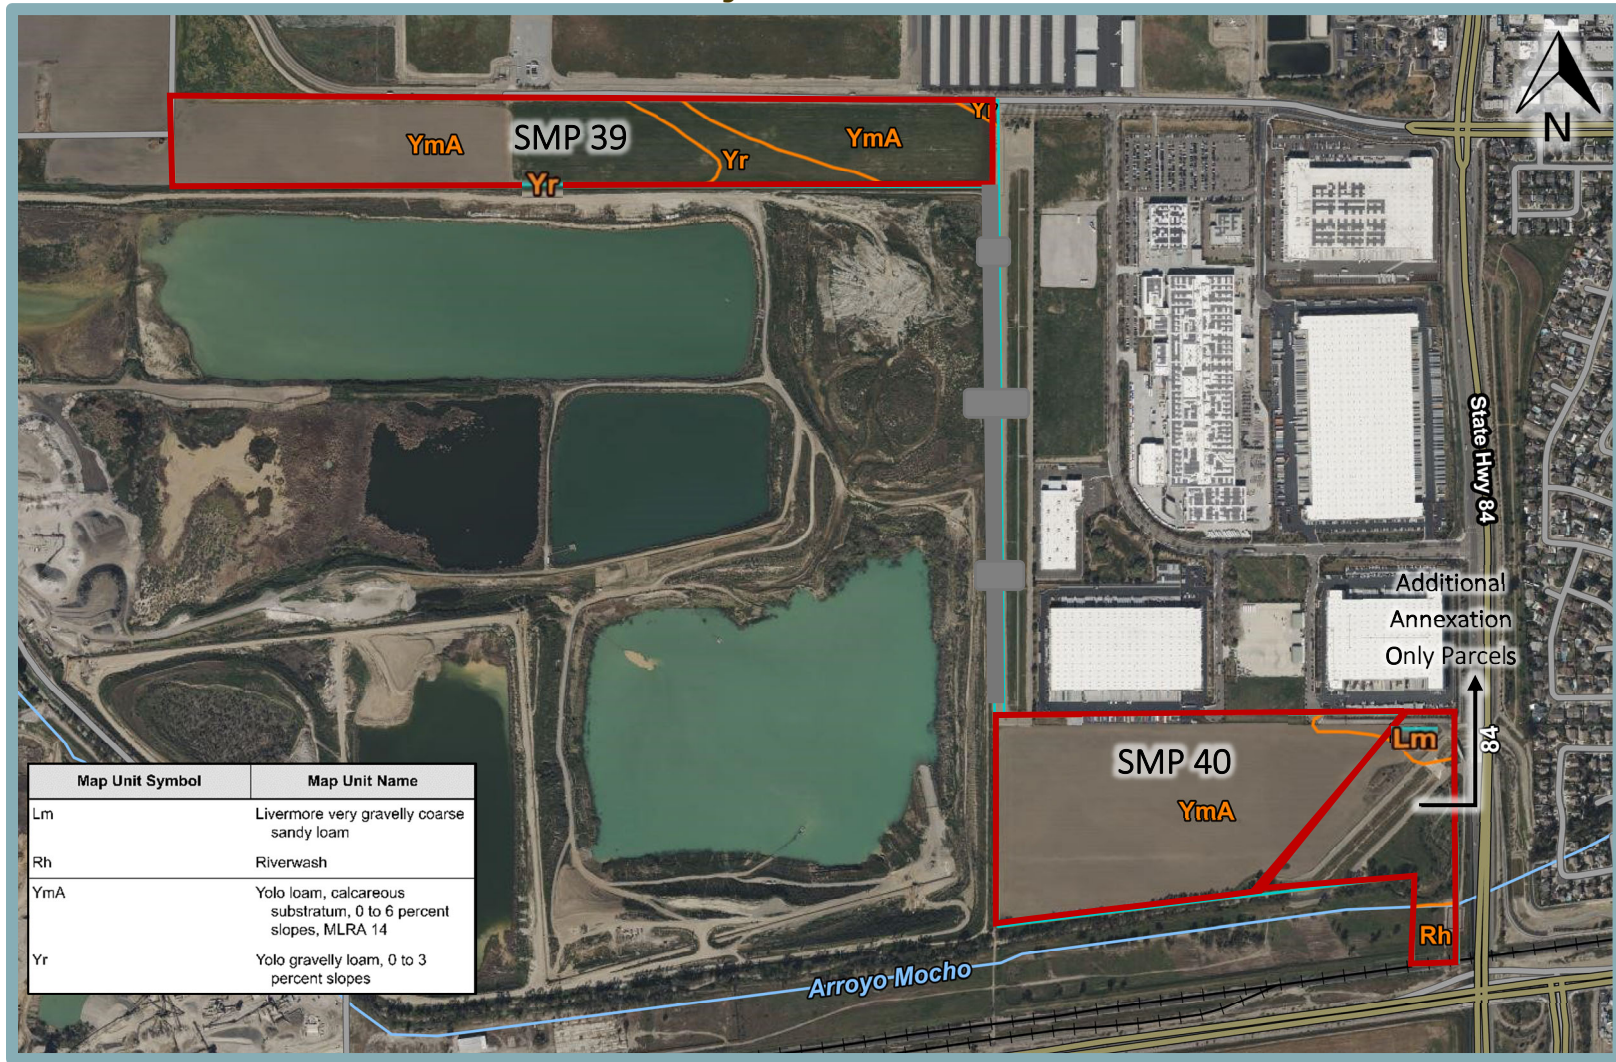 Yr
YmA
SMP 39
YmA
Yr
Yr
N
State Hwy 84
Additional
Annexation
Only Parcels
84
Lm
SMP 40
YmA
Rh
Arroyo Mocho
Map Unit Symbol Map Unit Name
Lm Livermore very gravelly coarse
sandy loam
Rh Riverwash
YmA Yolo loam, calcareous
substratum, 0 to 6 percent
slopes, MLRA 14
Yr Yolo gravelly loam, 0 to 3
percent slopes